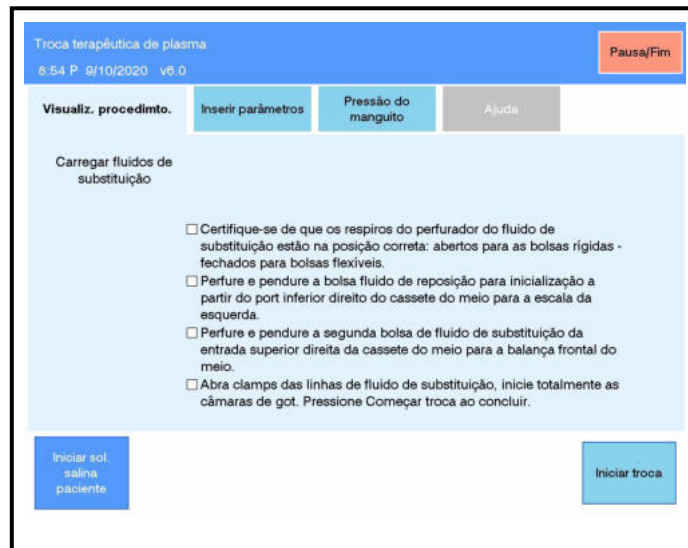 Troca terapêutica de plasma
8:54 P 9/10/2020 v6.0
Pausa/Fim
Visualiz. procedimto.
Inserir parâmetros
Pressão do
manguito
Ajuda
Carregar fluidos de
substituição
Certifique-se de que os respiros do perfurador do fluido de
substituição estão na posição correta: abertos para as bolsas rígidas -
fechados para bolsas flexíveis.
Perfure e pendure a bolsa fluido de reposição para inicialização a
partir do port inferior direito do cassete do meio para a escala da
esquerda.
Perfure e pendure a segunda bolsa de fluido de substituição da
entrada superior direita da cassete do meio para a balança frontal do
meio.
Abra clamps das linhas de fluido de substituição, inicie totalmente as
câmaras de got. Pressione Começar troca ao concluir.
Iniciar sol.
salina
paciente
Iniciar troca